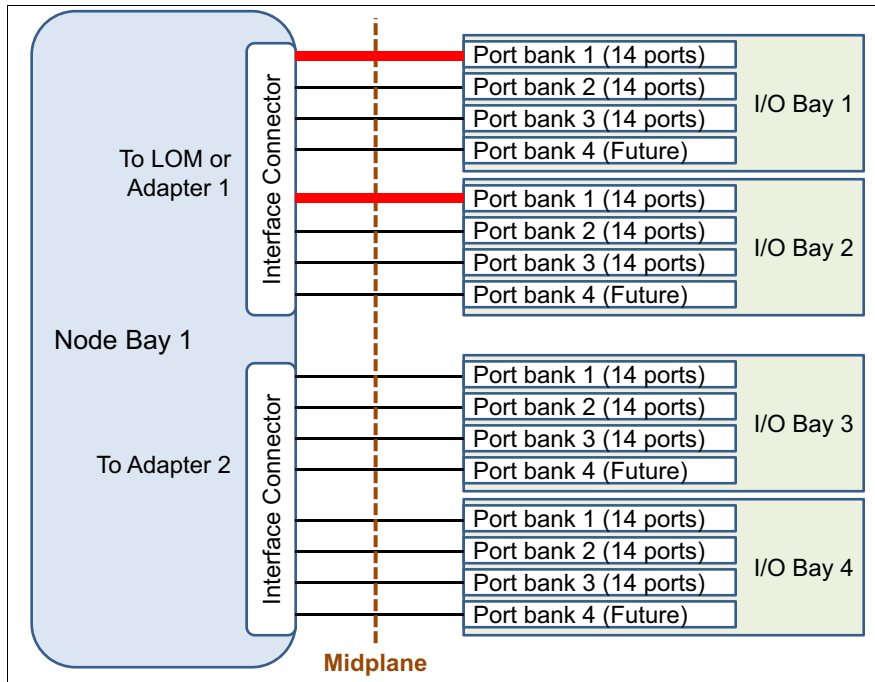 To LOM or
Adapter 1
Interface Connector
Port bank 1 (14 ports)
Port bank 2 (14 ports)
Port bank 3 (14 ports)
Port bank 4 (Future)
I/O Bay 1
Port bank 1 (14 ports)
Port bank 2 (14 ports)
Port bank 3 (14 ports)
Port bank 4 (Future)
I/O Bay 2
Node Bay 1
To Adapter 2
Interface Connector
Port bank 1 (14 ports)
Port bank 2 (14 ports)
Port bank 3 (14 ports)
Port bank 4 (Future)
I/O Bay 3
Port bank 1 (14 ports)
Port bank 2 (14 ports)
Port bank 3 (14 ports)
Port bank 4 (Future)
I/O Bay 4
Midplane